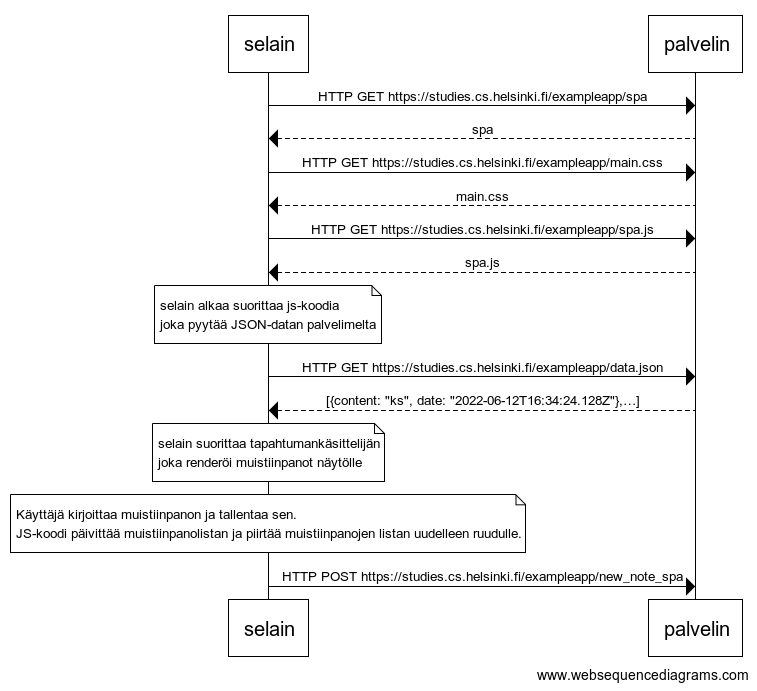 selain palvelin
HTTP GET https://studies.cs.helsinki.fi/exampleapp/spa
spa
HTTP GET https://studies.cs.helsinki.fi/exampleapp/main.css
main.css
HTTP GET https://studies.cs.helsinki.fi/exampleapp/spa.js
spa.js
selain alkaa suorittaa js-koodia
joka pyytää JSON-datan palvelimelta
HTTP GET https://studies.cs.helsinki.fi/exampleapp/data.json
[{content: "ks", date: "2022-06-12T16:34:24.128Z"},...]
selain suorittaa tapahtumankäsittelijän
joka renderöi muistiinpanot näytölle
Käyttäjä kirjoittaa muistiinpanon ja tallentaa sen.
JS-koodi päivittää muistiinpanolistan ja piirtää muistiinpanojen listan uudelleen ruudulle.
HTTP POST https://studies.cs.helsinki.fi/exampleapp/new_note_spa
selain palvelin
www.websequencediagrams.com